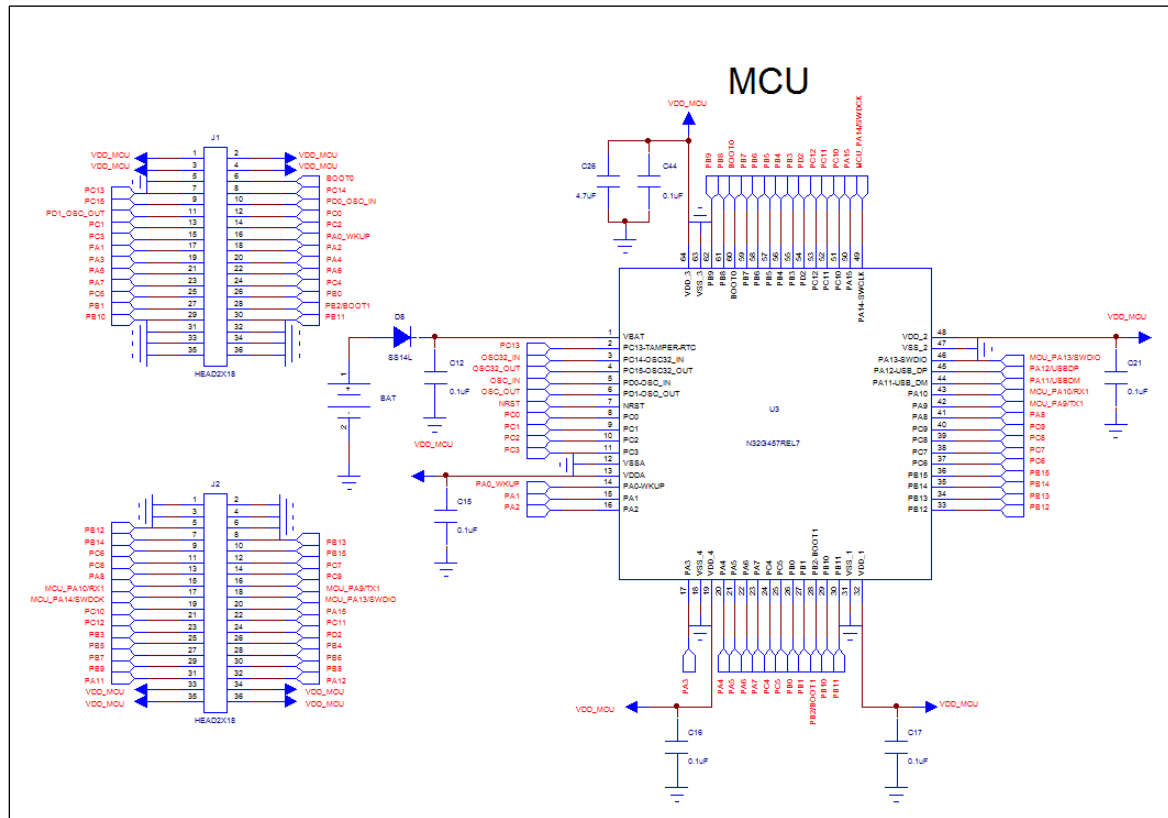 MCU
VDD_MCU
C26
4.7uF
C44
0.1uF
PB9
PB8
BOOT0
PB7
PB6
PB5
PB4
PB3
PD2
PC12
PC11
PC10
PA15
MCU_PA14/SWDCK
J1
VDD_MCU 1 2 VDD_MCU
VDD_MCU 3 4 VDD_MCU
5 6 BOOT0
PC13 7 8 PC14
PC15 9 10 PD0_OSC_IN
PD1_OSC_OUT 11 12 PC0
PC1 13 14 PC2
PC3 15 16 PA0_WKUP
PA1 17 18 PA2
PA3 19 20 PA4
PA5 21 22 PA6
PA7 23 24 PC4
PC5 25 26 PB0
PB1 27 28 PB2/BOOT1
PB10 29 30 PB11
31 32
33 34
35 36
HEAD2X18
64 63 62 61 60 59 58 57 56 55 54 53 52 51 50 49
VDD_3
VSS_3
PB9
PB8
BOOT0
PB7
PB6
PB5
PB4
PB3
PD2
PC12
PC11
PC10
PA15
PA14-SWCLK
D8
SS14L
C12
0.1uF
1
+
BAT
-
2
1 VBAT
PC13 2 PC13-TAMPER-RTC
OSC32_IN 3 PC14-OSC32_IN
OSC32_OUT 4 PC15-OSC32_OUT
OSC_IN 5 PD0-OSC_IN
OSC_OUT 6 PD1-OSC_OUT
NRST 7 NRST
PC0 8 PC0
PC1 9 PC1
PC2 10 PC2
PC3 11 PC3
12 VSSA
VDD_MCU 13 VDDA
PA0_WKUP 14 PA0-WKUP
PA1 15 PA1
PA2 16 PA2
C15
0.1uF
U3
N32G457REL7
VDD_2 48 VDD_MCU
VSS_2 47
PA13-SWDIO 46 MCU_PA13/SWDIO
PA12-USB_DP 45 PA12/USBDP
PA11-USB_DM 44 PA11/USBDM
PA10 43 MCU_PA10/RX1
PA9 42 MCU_PA9/TX1
PA8 41 PA8
PC9 40 PC9
PC8 39 PC8
PC7 38 PC7
PC6 37 PC6
PB15 36 PB15
PB14 35 PB14
PB13 34 PB13
PB12 33 PB12
C21
0.1uF
J2
1 2
3 4
5 6
PB12 7 8
PB14 9 10 PB13
PC6 11 12 PB15
PC8 13 14 PC7
PA8 15 16 PC9
MCU_PA10/RX1 17 18 MCU_PA9/TX1
MCU_PA14/SWDCK 19 20 MCU_PA13/SWDIO
PC10 21 22 PA15
PC12 23 24 PC11
PB3 25 26 PD2
PB5 27 28 PB4
PB7 29 30 PB6
PB9 31 32 PB8
PA11 33 34 PA12
VDD_MCU 35 36 VDD_MCU
VDD_MCU VDD_MCU
HEAD2X18
PA3
VSS_4
VDD_4
PA4
PA5
PA6
PA7
PC4
PC5
PB0
PB1
PB2-BOOT1
PB10
PB11
VSS_1
VDD_1
17 18 19 20 21 22 23 24 25 26 27 28 29 30 31 32
PA3
PA4
PA5
PA6
PA7
PC4
PC5
PB0
PB1
PB2/BOOT1
PB10
PB11
VDD_MCU
C16
0.1uF
VDD_MCU
C17
0.1uF